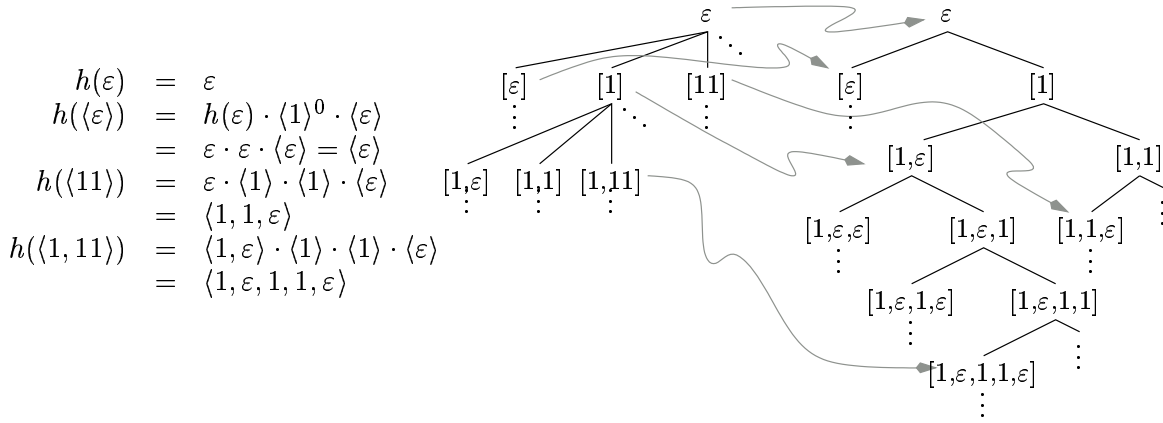 h(ε) = ε
h(⟨ε⟩) = h(ε) · ⟨1⟩⁰ · ⟨ε⟩
= ε · ε · ⟨ε⟩ = ⟨ε⟩
h(⟨11⟩) = ε · ⟨1⟩ · ⟨1⟩ · ⟨ε⟩
= ⟨1, 1, ε⟩
h(⟨1, 11⟩) = ⟨1, ε⟩ · ⟨1⟩ · ⟨1⟩ · ⟨ε⟩
= ⟨1, ε, 1, 1, ε⟩
ε
[ε] [1] [11]
[1,ε] [1,1] [1,11]
ε
[ε] [1]
[1,ε] [1,1]
[1,ε,ε] [1,ε,1] [1,1,ε]
[1,ε,1,ε] [1,ε,1,1]
[1,ε,1,1,ε]